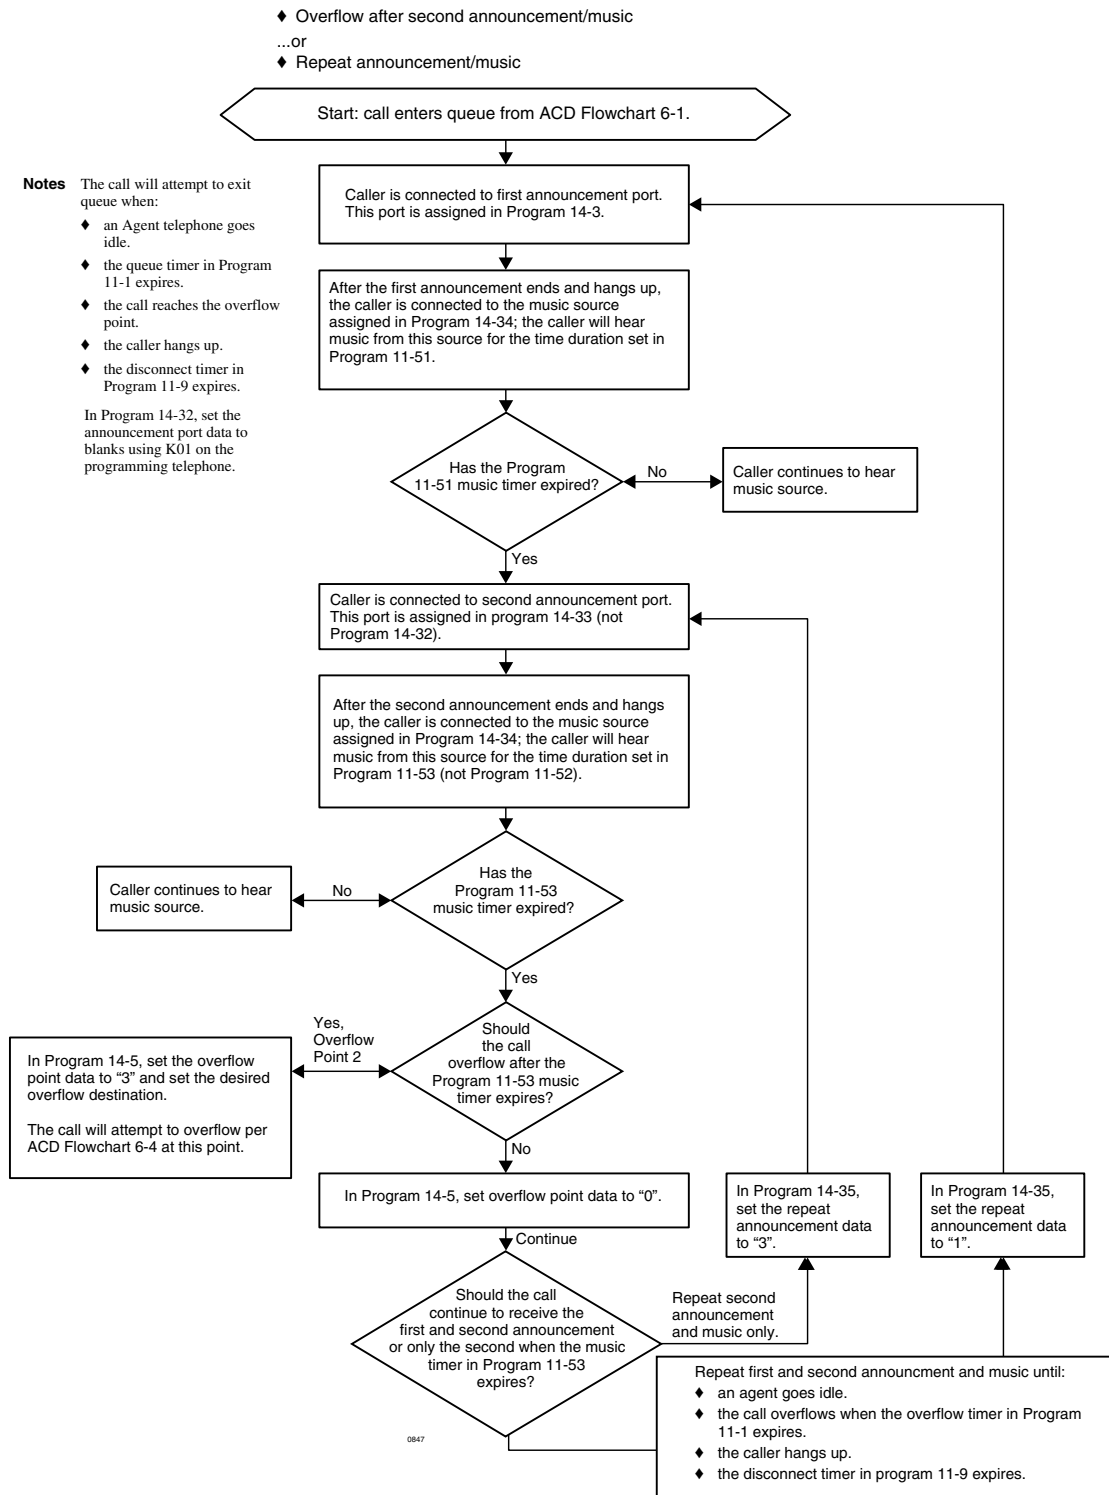 ♦ Overflow after second announcement/music
...or
♦ Repeat announcement/music
Start: call enters queue from ACD Flowchart 6-1.
Notes The call will attempt to exit
queue when:
♦ an Agent telephone goes
idle.
♦ the queue timer in Program
11-1 expires.
♦ the call reaches the overflow
point.
♦ the caller hangs up.
♦ the disconnect timer in
Program 11-9 expires.
In Program 14-32, set the
announcement port data to
blanks using K01 on the
programming telephone.
Caller is connected to first announcement port.
This port is assigned in Program 14-3.
After the first announcement ends and hangs up,
the caller is connected to the music source
assigned in Program 14-34; the caller will hear
music from this source for the time duration set in
Program 11-51.
Has the Program
11-51 music timer expired?
No
Caller continues to hear
music source.
Yes
Caller is connected to second announcement port.
This port is assigned in program 14-33 (not
Program 14-32).
After the second announcement ends and hangs
up, the caller is connected to the music source
assigned in Program 14-34; the caller will hear
music from this source for the time duration set in
Program 11-53 (not Program 11-52).
Has the
Program 11-53
music timer expired?
No
Caller continues to hear
music source.
Yes
Should
the call
overflow after the
Program 11-53 music
timer expires?
Yes,
Overflow
Point 2
In Program 14-5, set the overflow
point data to “3” and set the desired
overflow destination.
The call will attempt to overflow per
ACD Flowchart 6-4 at this point.
No
In Program 14-5, set overflow point data to “0”.
Continue
Should the call
continue to receive the
first and second announcement
or only the second when the music
timer in Program 11-53
expires?
Repeat second
announcement
and music only.
In Program 14-35,
set the repeat
announcement data
to “3”.
In Program 14-35,
set the repeat
announcement data
to “1”.
Repeat first and second announcment and music until:
♦ an agent goes idle.
♦ the call overflows when the overflow timer in Program
11-1 expires.
♦ the caller hangs up.
♦ the disconnect timer in program 11-9 expires.
0847